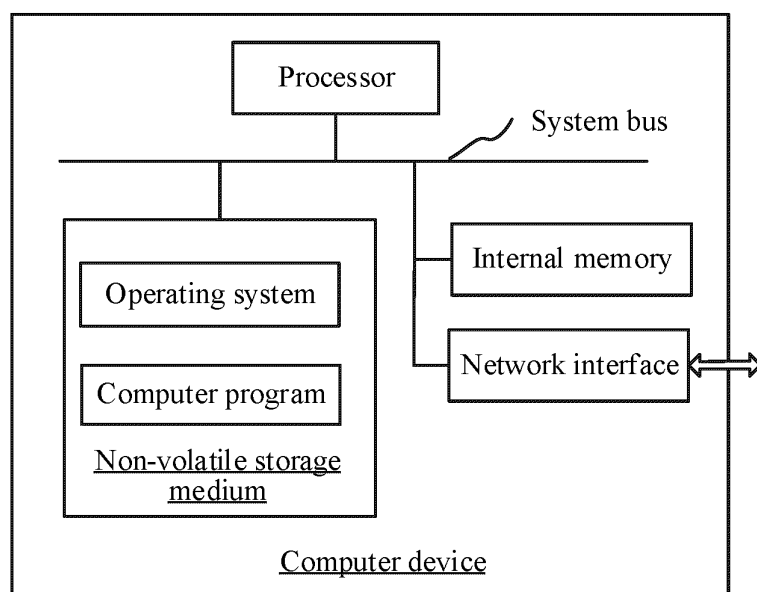 Processor
System bus
Internal memory
Operating system
Network interface
Computer program
Non-volatile storage
medium
Computer device